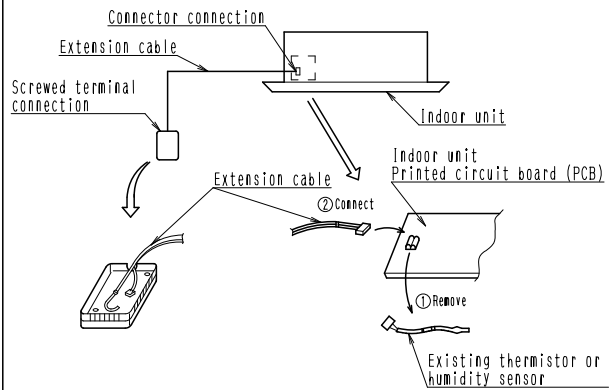 Connector connection
Extension cable
Screwed terminal
connection
Indoor unit
Indoor unit
Printed circuit board (PCB)
Extension cable
②Connect
①Remove
Existing thermistor or
humidity sensor